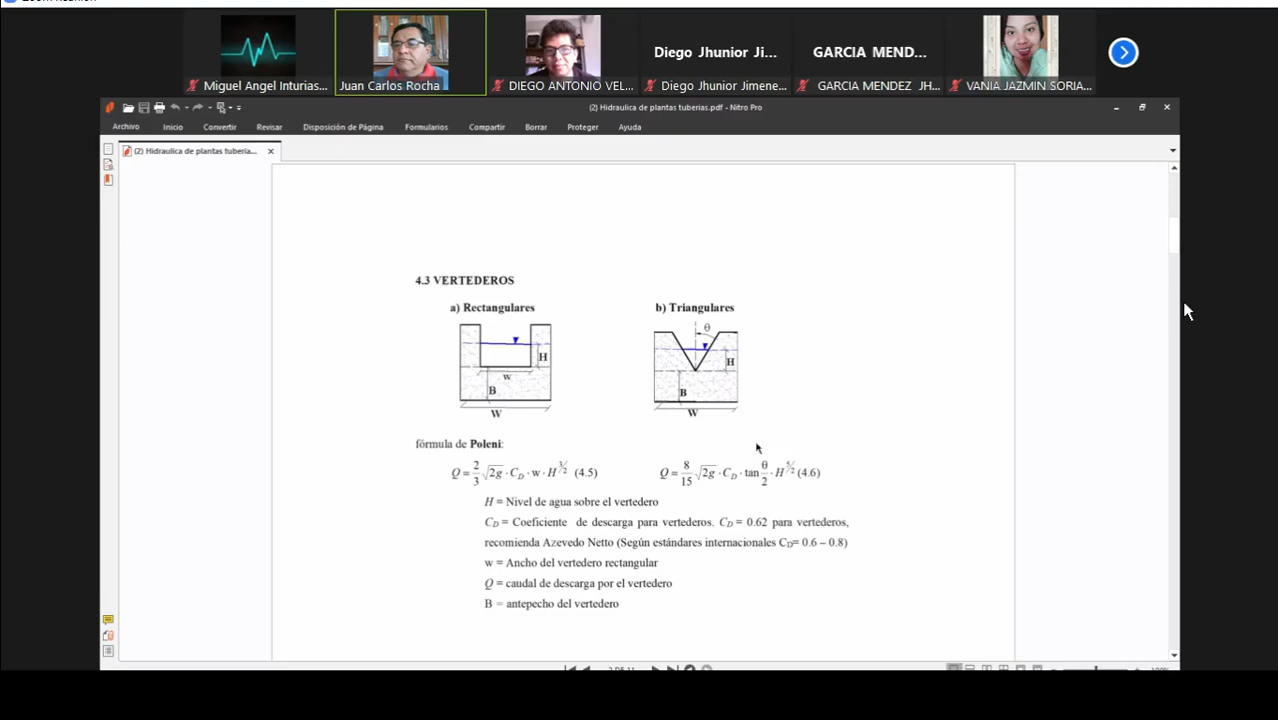 Miguel Angel Inturias...
Juan Carlos Rocha
DIEGO ANTONIO VEL...
Diego Jhunior Ji...
Diego Jhunior Jimene...
GARCIA MEND...
GARCIA MENDEZ JH...
VANIA JAZMIN SORIA...
(2) Hidraulica de plantas tuberias.pdf - Nitro Pro
Archivo Inicio Convertir Revisar Disposición de Página Formularios Compartir Borrar Proteger Ayuda
(2) Hidraulica de plantas tuberia...
4.3 VERTEDEROS
a) Rectangulares b) Triangulares
θ
H H
w
B B
W W
fórmula de Poleni:
Q = 2/3 √2g · C_D · w · H^3/2 (4.5) Q = 8/15 √2g · C_D · tan θ/2 · H^5/2 (4.6)
H = Nivel de agua sobre el vertedero
C_D = Coeficiente de descarga para vertederos. C_D = 0.62 para vertederos,
recomienda Azevedo Netto (Según estándares internacionales C_D= 0.6 – 0.8)
w = Ancho del vertedero rectangular
Q = caudal de descarga por el vertedero
B = antepecho del vertedero